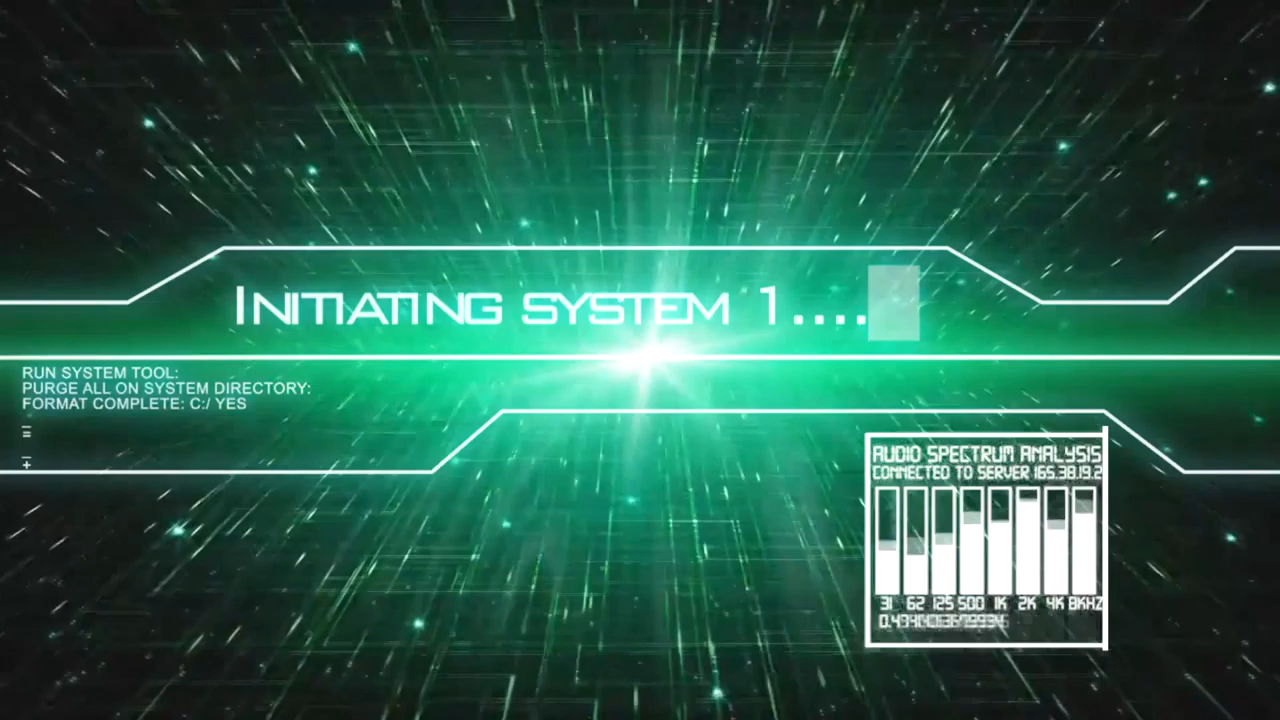 INITIATING SYSTEM 1....
RUN SYSTEM TOOL:
PURGE ALL ON SYSTEM DIRECTORY:
FORMAT COMPLETE: C:/ YES
AUDIO SPECTRUM ANALYSIS
CONNECTED TO SERVER 165.38.19.2
31 62 125 500 1K 2K 4K 8KHZ